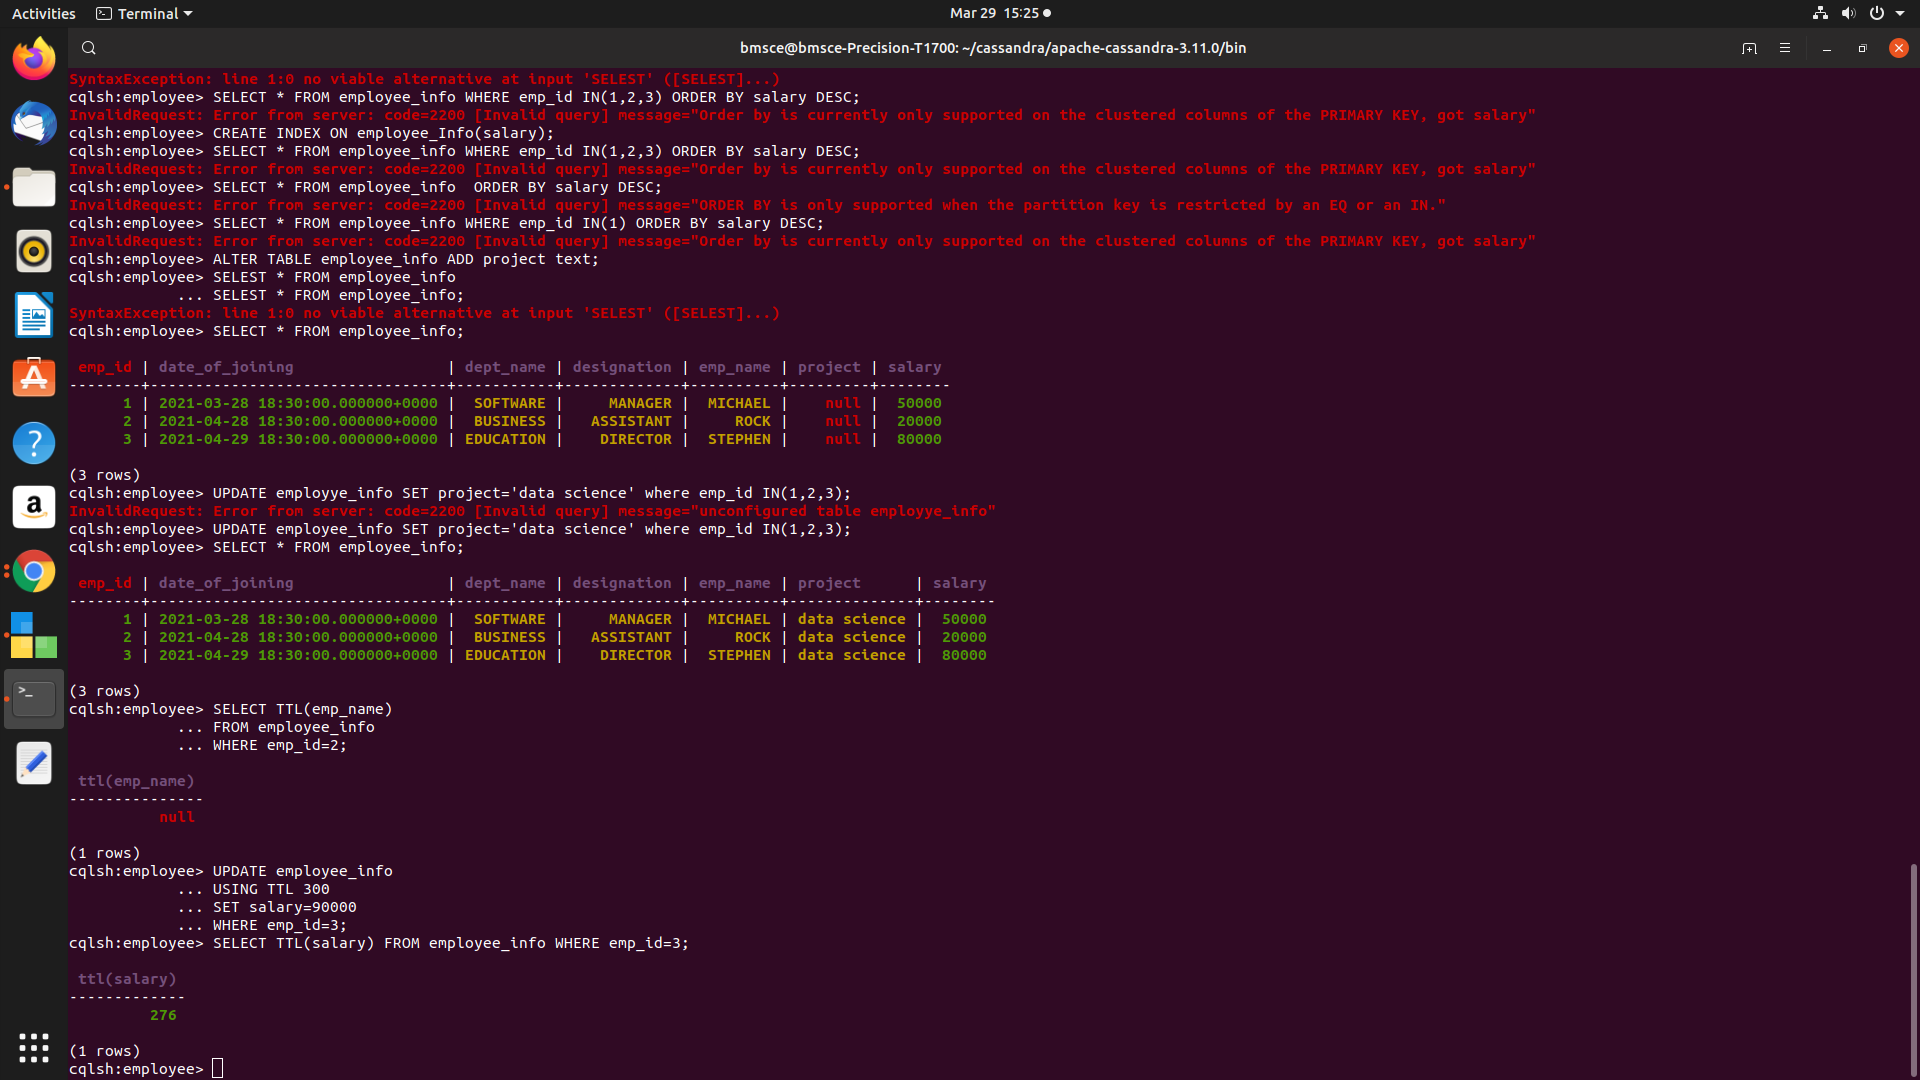 Activities Terminal Mar 29 15:25
bmsce@bmsce-Precision-T1700: ~/cassandra/apache-cassandra-3.11.0/bin
SyntaxException: line 1:0 no viable alternative at input 'SELEST' ([SELEST]...)
cqlsh:employee> SELECT * FROM employee_info WHERE emp_id IN(1,2,3) ORDER BY salary DESC;
InvalidRequest: Error from server: code=2200 [Invalid query] message="Order by is currently only supported on the clustered columns of the PRIMARY KEY, got salary"
cqlsh:employee> CREATE INDEX ON employee_Info(salary);
cqlsh:employee> SELECT * FROM employee_info WHERE emp_id IN(1,2,3) ORDER BY salary DESC;
InvalidRequest: Error from server: code=2200 [Invalid query] message="Order by is currently only supported on the clustered columns of the PRIMARY KEY, got salary"
cqlsh:employee> SELECT * FROM employee_info  ORDER BY salary DESC;
InvalidRequest: Error from server: code=2200 [Invalid query] message="ORDER BY is only supported when the partition key is restricted by an EQ or an IN."
cqlsh:employee> SELECT * FROM employee_info WHERE emp_id IN(1) ORDER BY salary DESC;
InvalidRequest: Error from server: code=2200 [Invalid query] message="Order by is currently only supported on the clustered columns of the PRIMARY KEY, got salary"
cqlsh:employee> ALTER TABLE employee_info ADD project text;
cqlsh:employee> SELEST * FROM employee_info
            ... SELEST * FROM employee_info;
SyntaxException: line 1:0 no viable alternative at input 'SELEST' ([SELEST]...)
cqlsh:employee> SELECT * FROM employee_info;
 emp_id | date_of_joining                 | dept_name | designation | emp_name | project | salary
--------+---------------------------------+-----------+-------------+----------+---------+--------
      1 | 2021-03-28 18:30:00.000000+0000 |  SOFTWARE |     MANAGER |  MICHAEL |    null |  50000
      2 | 2021-04-28 18:30:00.000000+0000 |  BUSINESS |   ASSISTANT |     ROCK |    null |  20000
      3 | 2021-04-29 18:30:00.000000+0000 | EDUCATION |    DIRECTOR |  STEPHEN |    null |  80000
(3 rows)
cqlsh:employee> UPDATE employye_info SET project='data science' where emp_id IN(1,2,3);
InvalidRequest: Error from server: code=2200 [Invalid query] message="unconfigured table employye_info"
cqlsh:employee> UPDATE employee_info SET project='data science' where emp_id IN(1,2,3);
cqlsh:employee> SELECT * FROM employee_info;
 emp_id | date_of_joining                 | dept_name | designation | emp_name | project      | salary
--------+---------------------------------+-----------+-------------+----------+--------------+--------
      1 | 2021-03-28 18:30:00.000000+0000 |  SOFTWARE |     MANAGER |  MICHAEL | data science |  50000
      2 | 2021-04-28 18:30:00.000000+0000 |  BUSINESS |   ASSISTANT |     ROCK | data science |  20000
      3 | 2021-04-29 18:30:00.000000+0000 | EDUCATION |    DIRECTOR |  STEPHEN | data science |  80000
(3 rows)
cqlsh:employee> SELECT TTL(emp_name)
            ... FROM employee_info
            ... WHERE emp_id=2;
 ttl(emp_name)
---------------
          null
(1 rows)
cqlsh:employee> UPDATE employee_info
            ... USING TTL 300
            ... SET salary=90000
            ... WHERE emp_id=3;
cqlsh:employee> SELECT TTL(salary) FROM employee_info WHERE emp_id=3;
 ttl(salary)
-------------
         276
(1 rows)
cqlsh:employee>